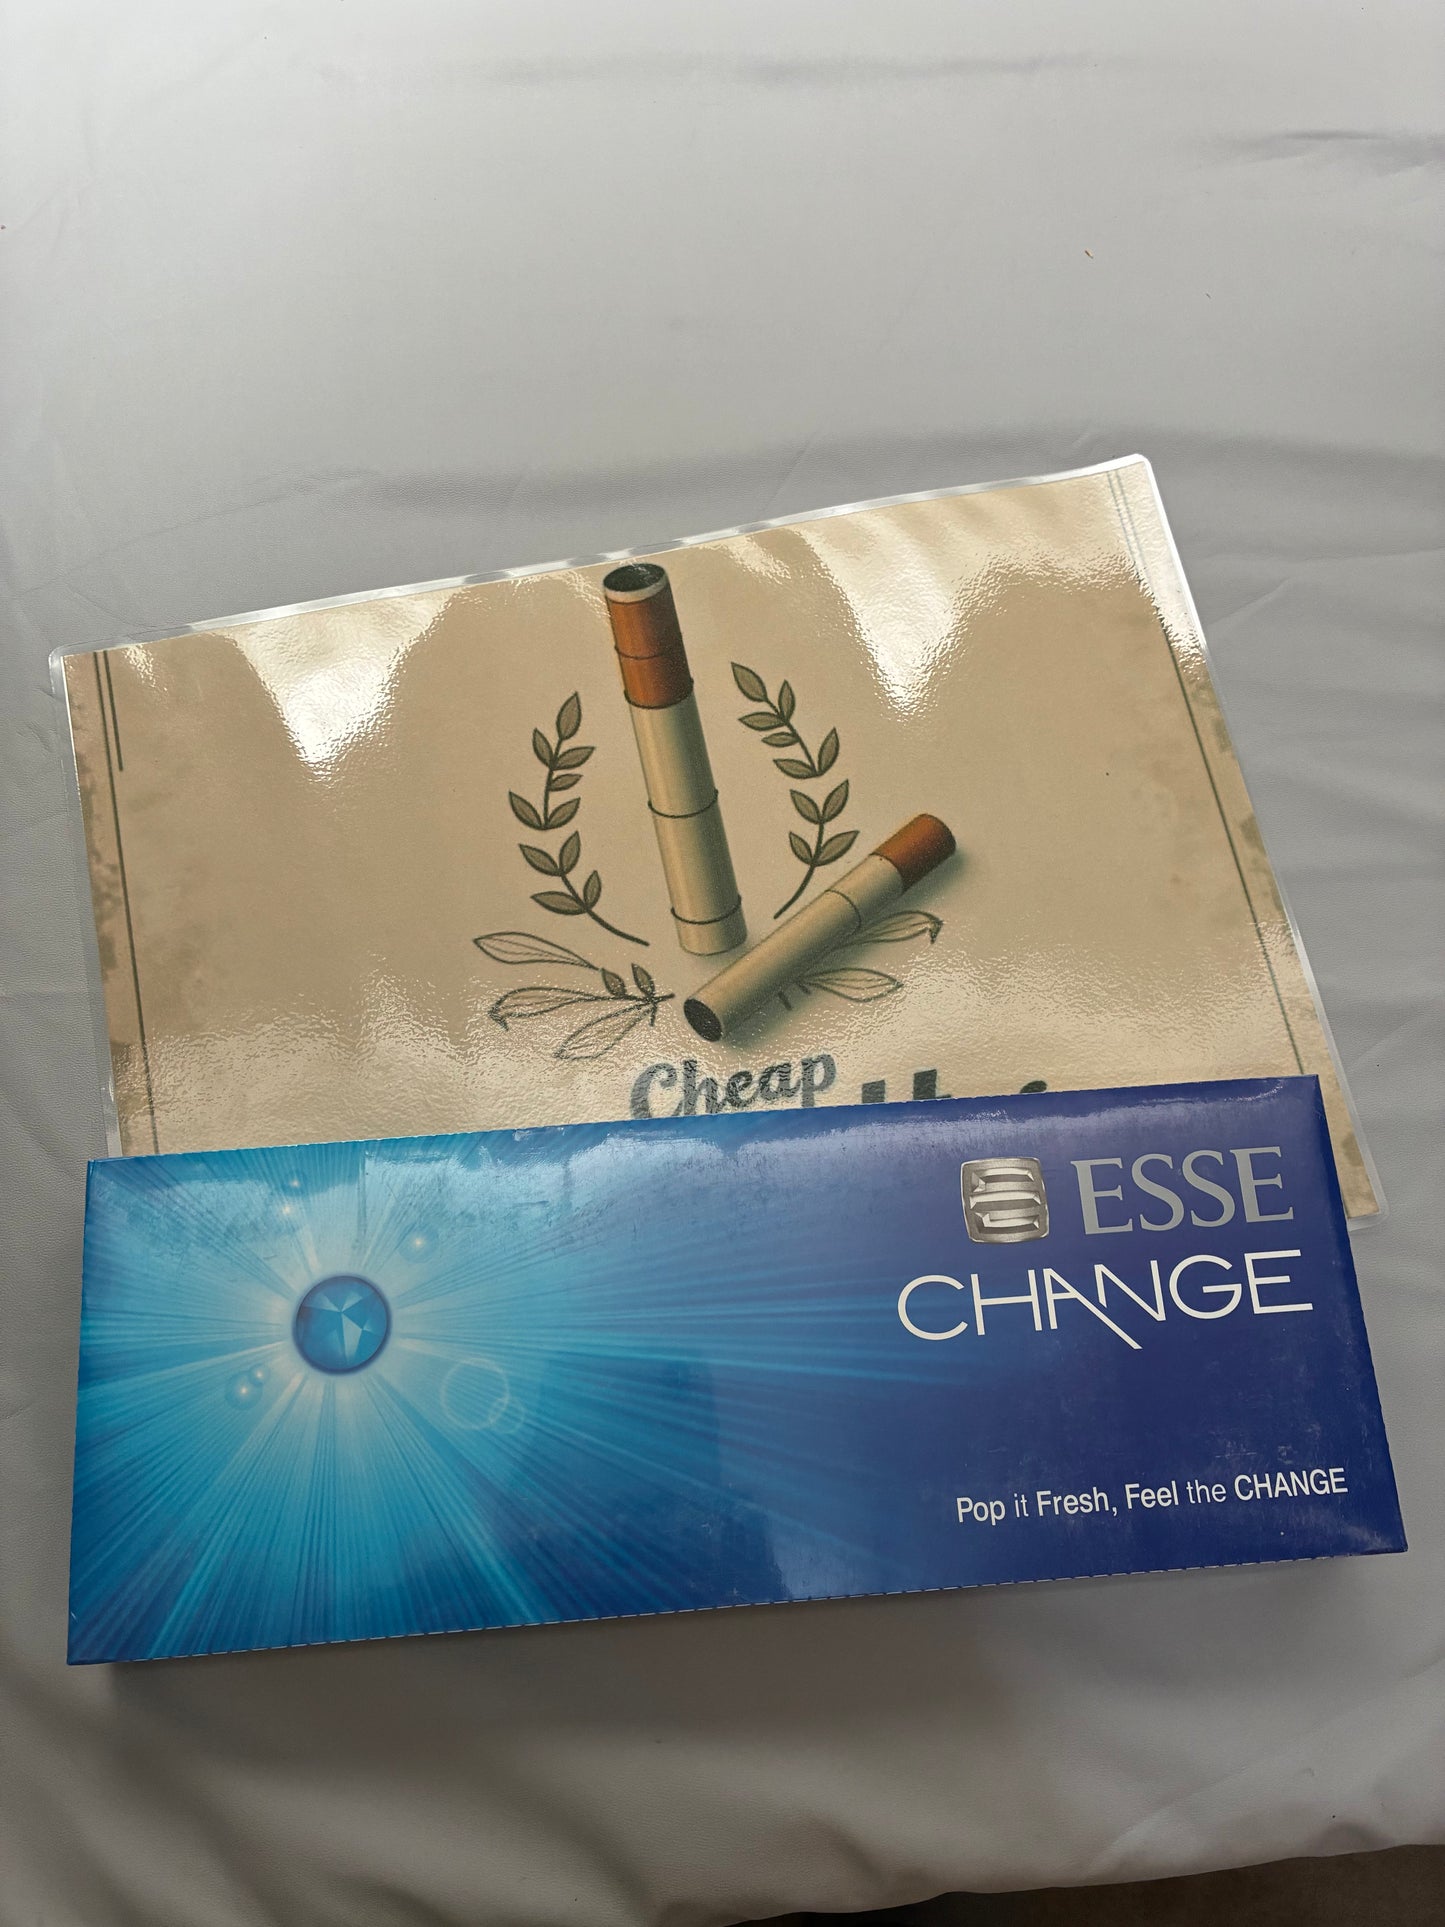 Cheap
ESSE
CHANGE
Pop it Fresh, Feel the CHANGE